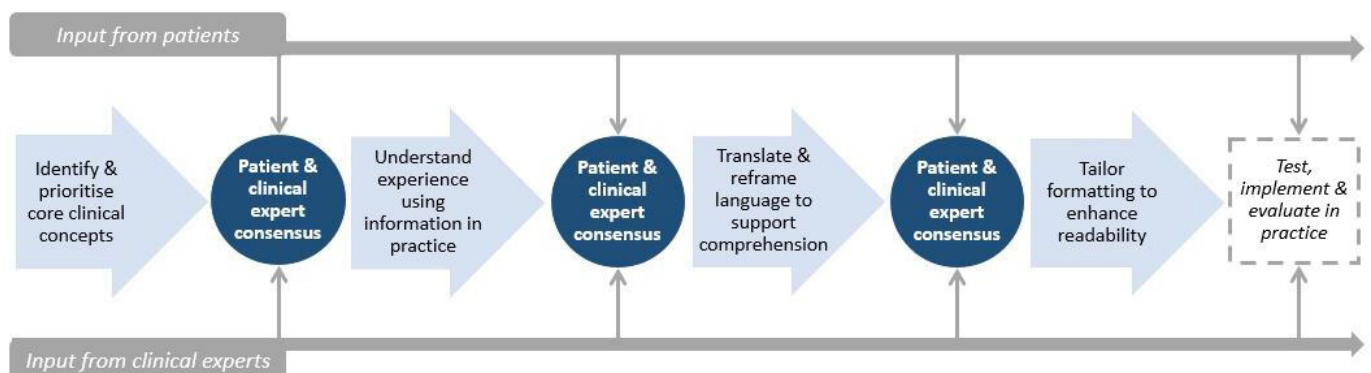 Input from patients
Identify &
prioritise
core clinical
concepts
Patient &
clinical
expert
consensus
Understand
experience
using
information in
practice
Patient &
clinical
expert
consensus
Translate &
reframe
language to
support
comprehension
Patient &
clinical
expert
consensus
Tailor
formatting to
enhance
readability
Test,
implement &
evaluate in
practice
Input from clinical experts